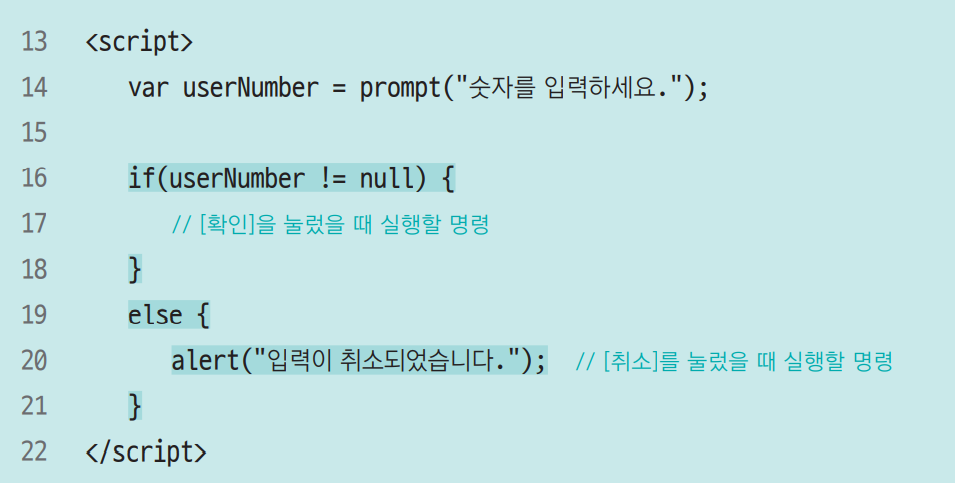 13 <script>
14 var userNumber = prompt("숫자를 입력하세요.");
15
16 if(userNumber != null) {
17 // [확인]을 눌렀을 때 실행할 명령
18 }
19 else {
20 alert("입력이 취소되었습니다."); // [취소]를 눌렀을 때 실행할 명령
21 }
22 </script>